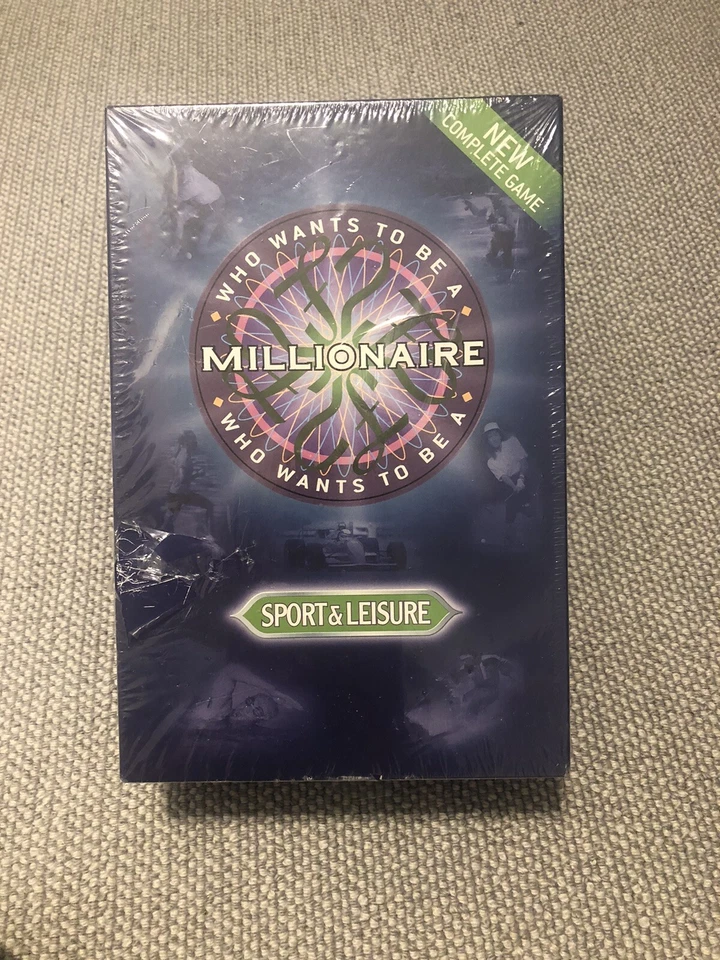 NEW
COMPLETE GAME
WHO WANTS TO BE A
MILLIONAIRE
WHO WANTS TO BE A
SPORT & LEISURE